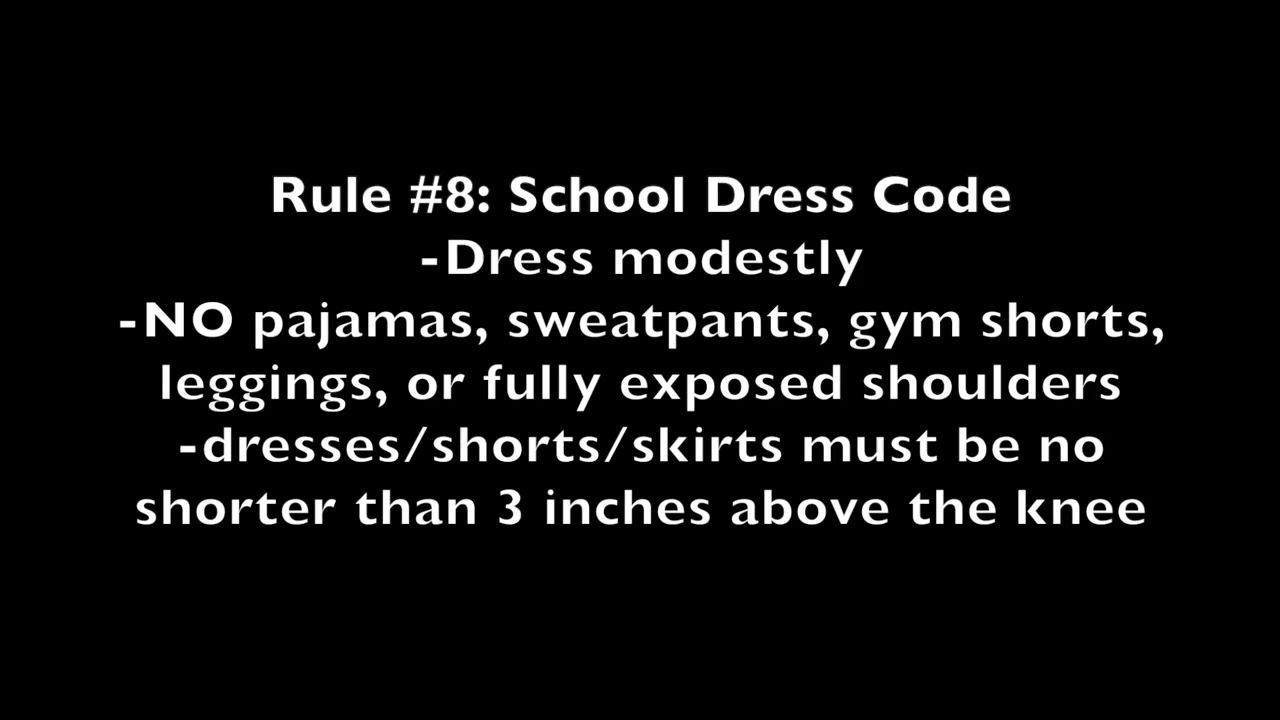 Rule #8: School Dress Code
-Dress modestly
-NO pajamas, sweatpants, gym shorts,
leggings, or fully exposed shoulders
-dresses/shorts/skirts must be no
shorter than 3 inches above the knee